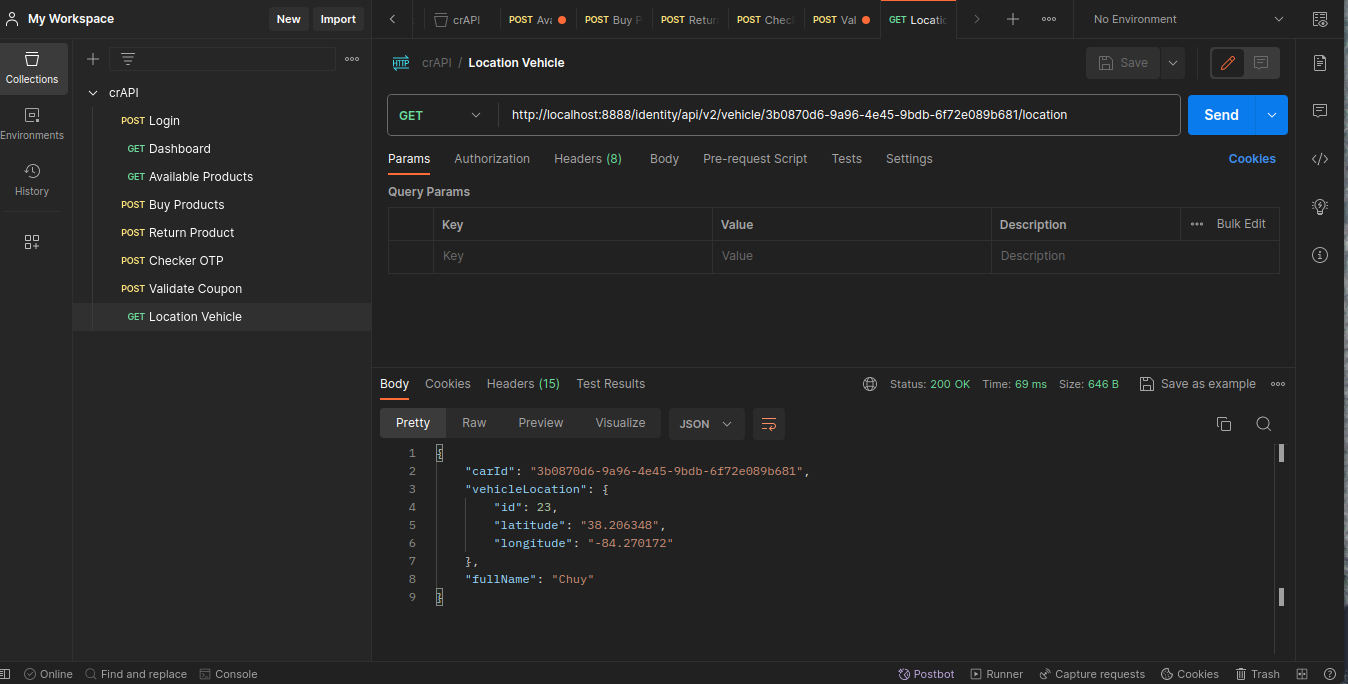 My Workspace New Import
crAPI POST Ava POST Buy P POST Return POST Check POST Val GET Locatio No Environment
Collections
Environments
History
crAPI
POST Login
GET Dashboard
GET Available Products
POST Buy Products
POST Return Product
POST Checker OTP
POST Validate Coupon
GET Location Vehicle
HTTP crAPI / Location Vehicle Save
GET http://localhost:8888/identity/api/v2/vehicle/3b0870d6-9a96-4e45-9bdb-6f72e089b681/location Send
Params Authorization Headers (8) Body Pre-request Script Tests Settings Cookies
Query Params
Key Value Description Bulk Edit
Key Value Description
Body Cookies Headers (15) Test Results Status: 200 OK Time: 69 ms Size: 646 B Save as example
Pretty Raw Preview Visualize JSON
1 {
2 "carId": "3b0870d6-9a96-4e45-9bdb-6f72e089b681",
3 "vehicleLocation": {
4 "id": 23,
5 "latitude": "38.206348",
6 "longitude": "-84.270172"
7 },
8 "fullName": "Chuy"
9 }
Online Find and replace Console Postbot Runner Capture requests Cookies Trash